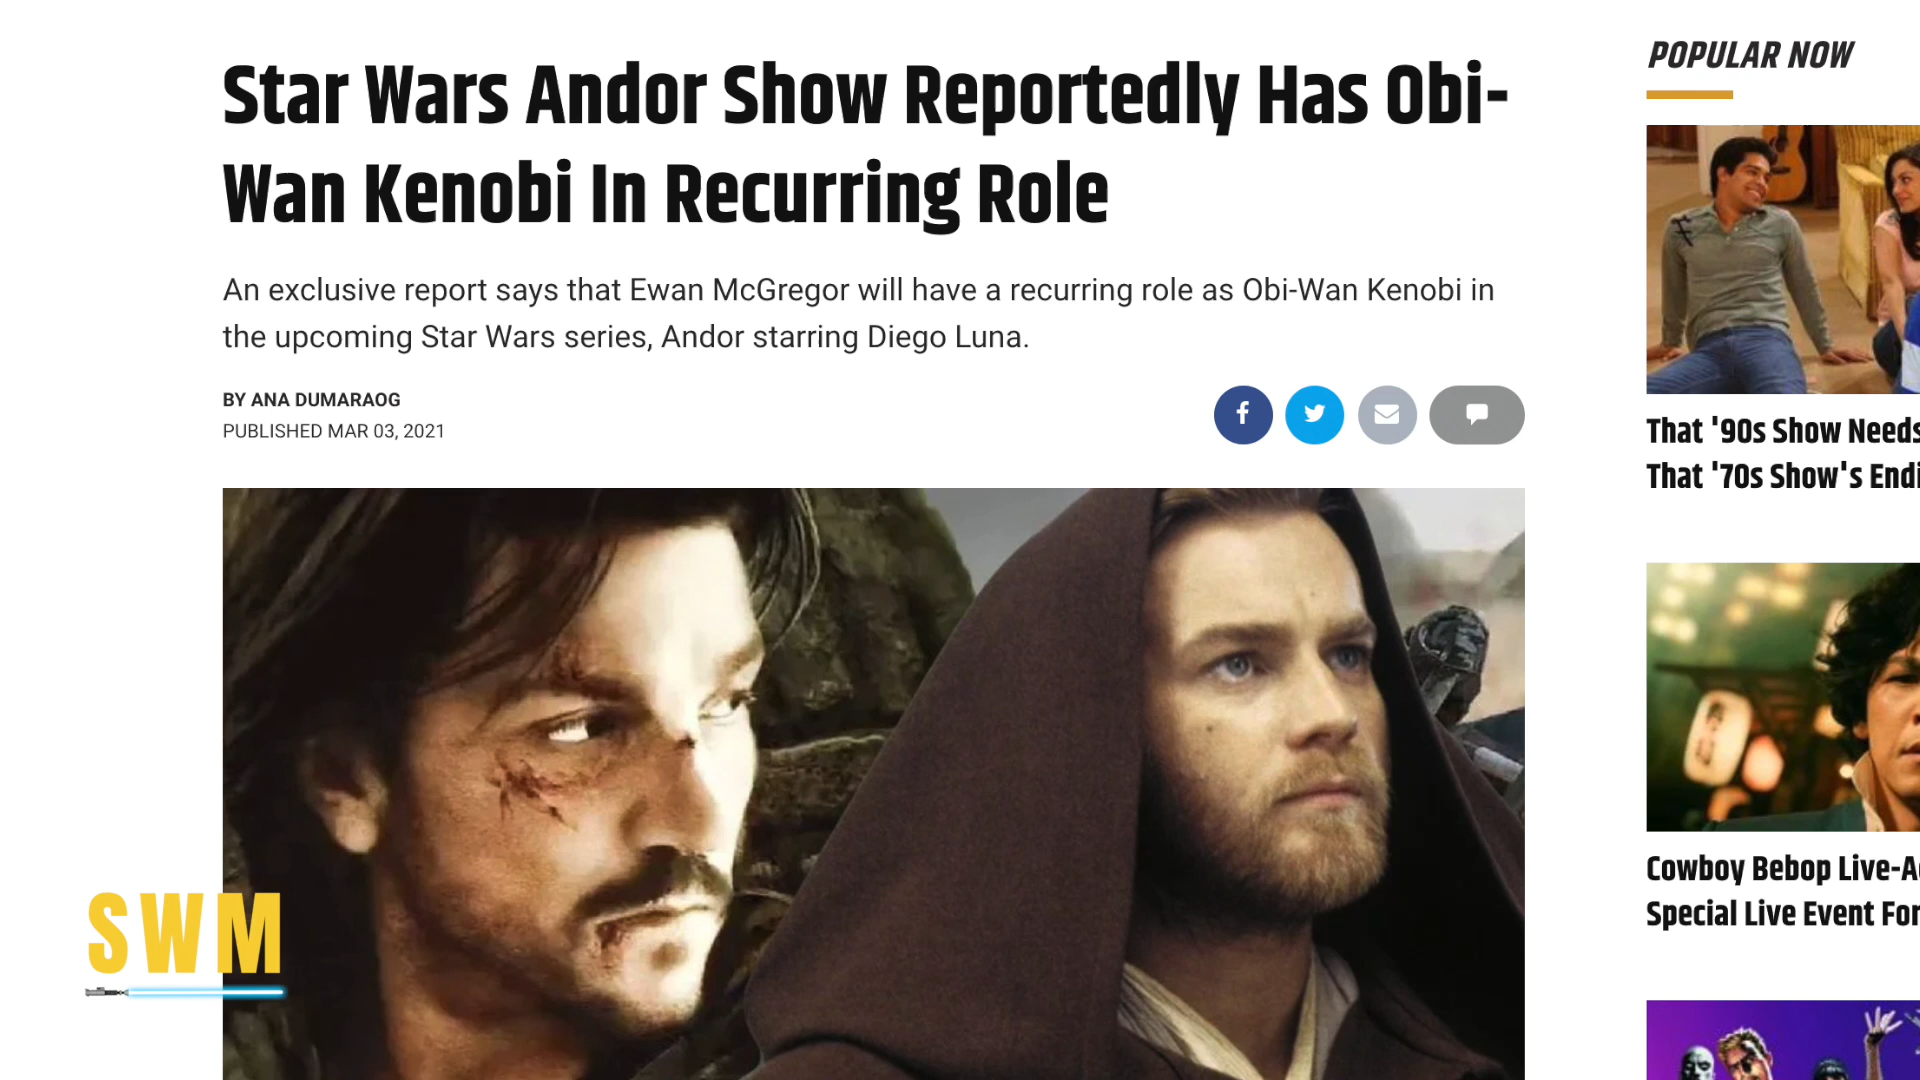 Star Wars Andor Show Reportedly Has Obi-
Wan Kenobi In Recurring Role
An exclusive report says that Ewan McGregor will have a recurring role as Obi-Wan Kenobi in
the upcoming Star Wars series, Andor starring Diego Luna.
BY ANA DUMARAOG
PUBLISHED MAR 03, 2021
SWM
POPULAR NOW
That '90s Show Needs
That '70s Show's Endi
Cowboy Bebop Live-A
Special Live Event For